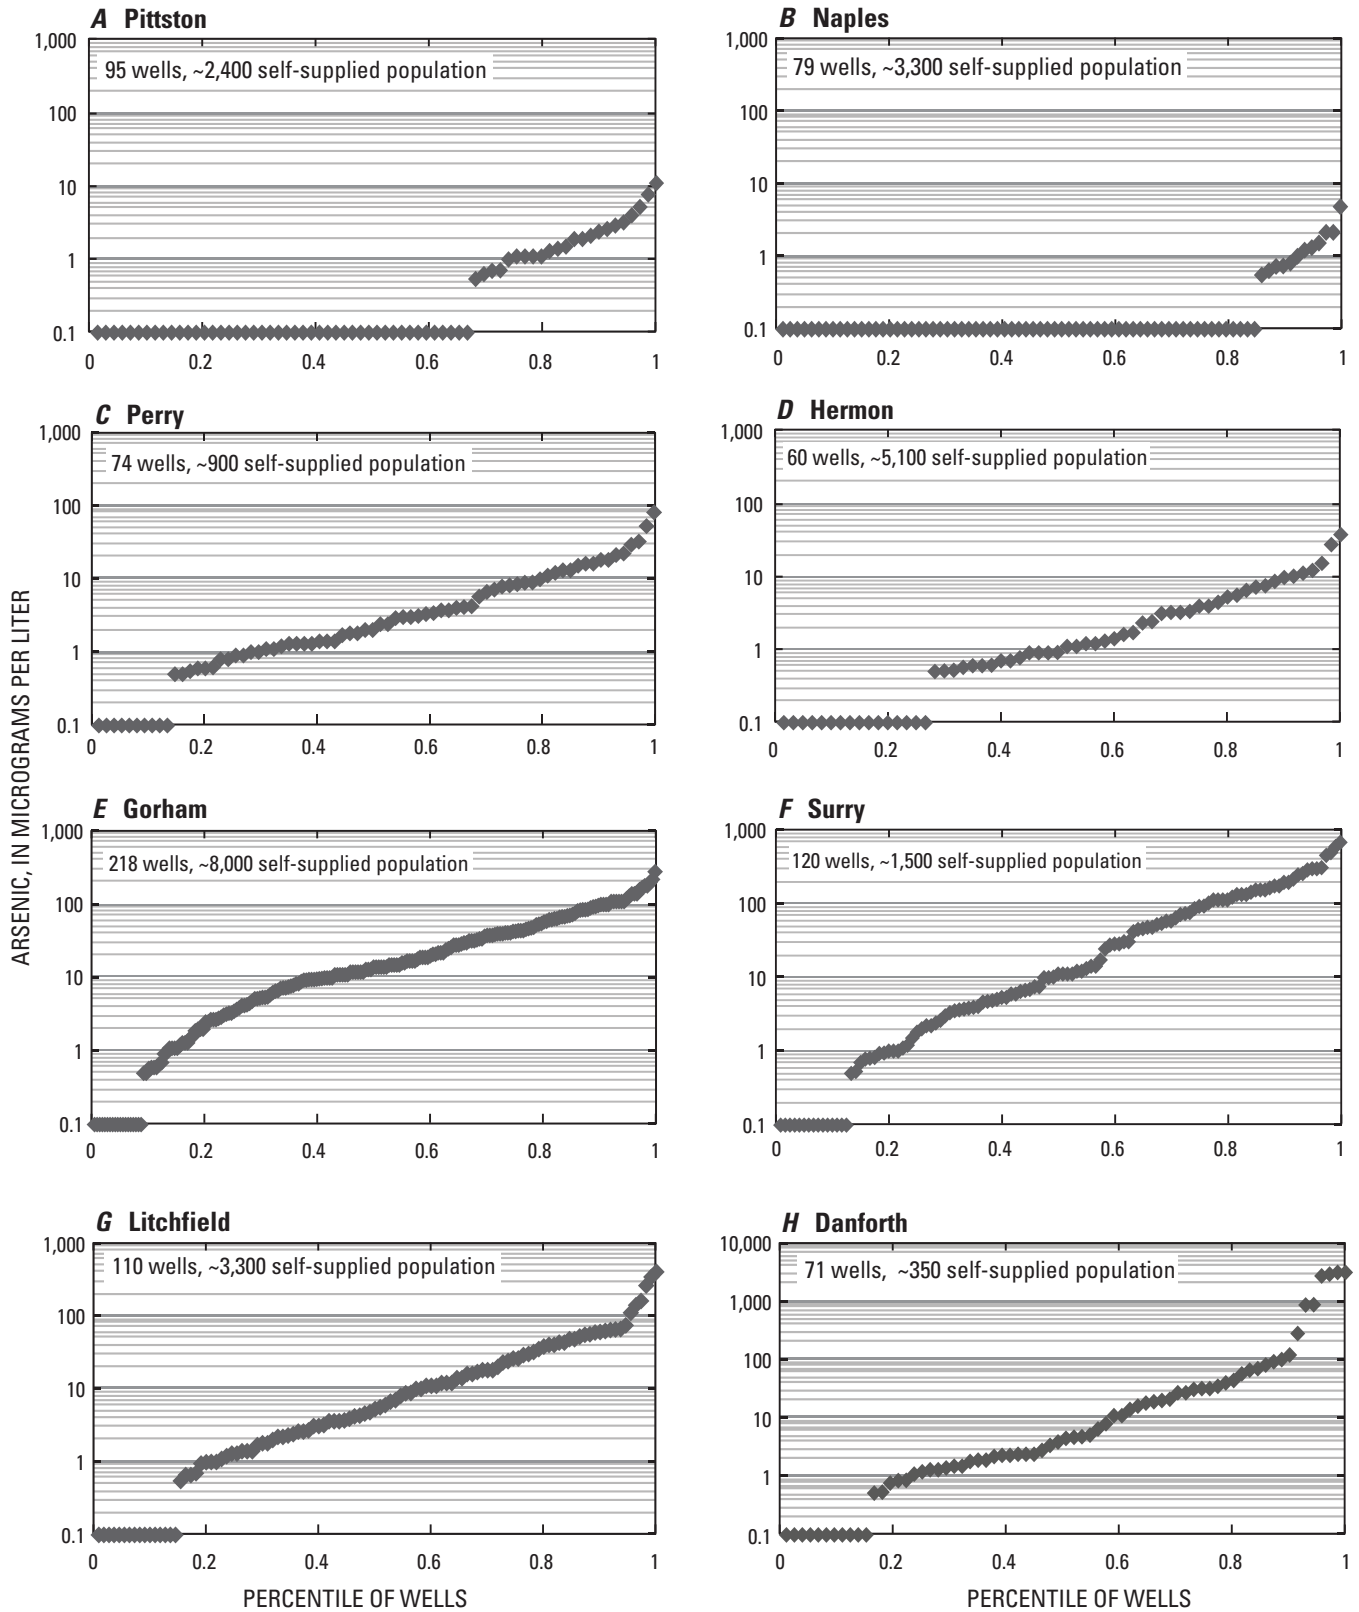 A Pittston
1,000
100
10
1
0.1
95 wells, ~2,400 self-supplied population
0 0.2 0.4 0.6 0.8 1
B Naples
1,000
100
10
1
0.1
79 wells, ~3,300 self-supplied population
0 0.2 0.4 0.6 0.8 1
C Perry
1,000
100
10
1
0.1
74 wells, ~900 self-supplied population
0 0.2 0.4 0.6 0.8 1
D Hermon
1,000
100
10
1
0.1
60 wells, ~5,100 self-supplied population
0 0.2 0.4 0.6 0.8 1
ARSENIC, IN MICROGRAMS PER LITER
E Gorham
1,000
100
10
1
0.1
218 wells, ~8,000 self-supplied population
0 0.2 0.4 0.6 0.8 1
F Surry
1,000
100
10
1
0.1
120 wells, ~1,500 self-supplied population
0 0.2 0.4 0.6 0.8 1
G Litchfield
1,000
100
10
1
0.1
110 wells, ~3,300 self-supplied population
0 0.2 0.4 0.6 0.8 1
PERCENTILE OF WELLS
H Danforth
10,000
1,000
100
10
1
0.1
71 wells, ~350 self-supplied population
0 0.2 0.4 0.6 0.8 1
PERCENTILE OF WELLS